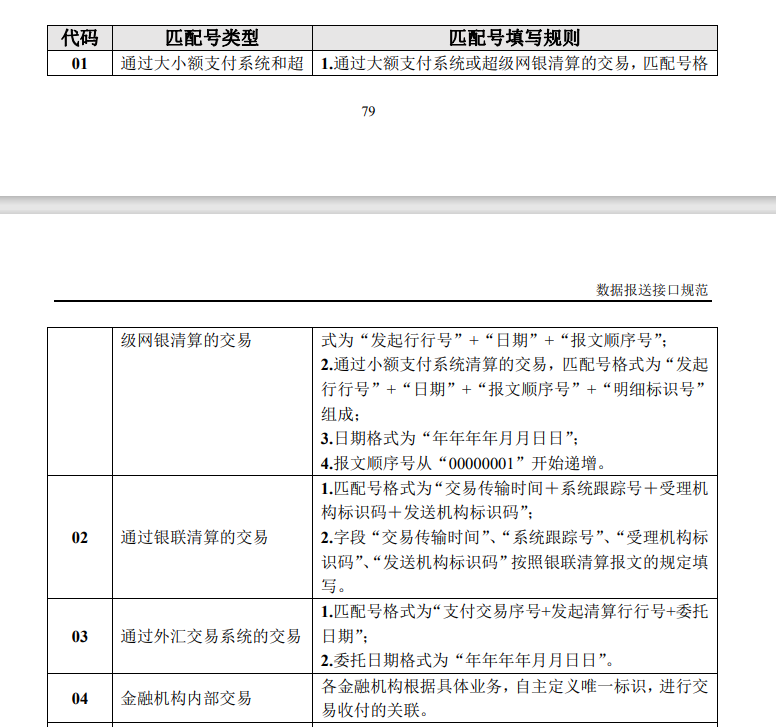 代码 匹配号类型 匹配号填写规则
01 通过大小额支付系统和超 1.通过大额支付系统或超级网银清算的交易，匹配号格
79
数据报送接口规范
级网银清算的交易 式为“发起行行号”+“日期”+“报文顺序号”；
2.通过小额支付系统清算的交易，匹配号格式为“发起
行行号”+“日期”+“报文顺序号”+“明细标识号”
组成；
3.日期格式为“年年年年月月日日”；
4.报文顺序号从“00000001”开始递增。
1.匹配号格式为“交易传输时间＋系统跟踪号＋受理机
构标识码＋发送机构标识码”；
02 通过银联清算的交易 2.字段“交易传输时间”、“系统跟踪号”、“受理机构标
识码”、“发送机构标识码”按照银联清算报文的规定填
写。
1.匹配号格式为“支付交易序号+发起清算行行号+委托
03 通过外汇交易系统的交易 日期”；
2.委托日期格式为“年年年年月月日日”。
04 金融机构内部交易 各金融机构根据具体业务，自主定义唯一标识，进行交
易收付的关联。